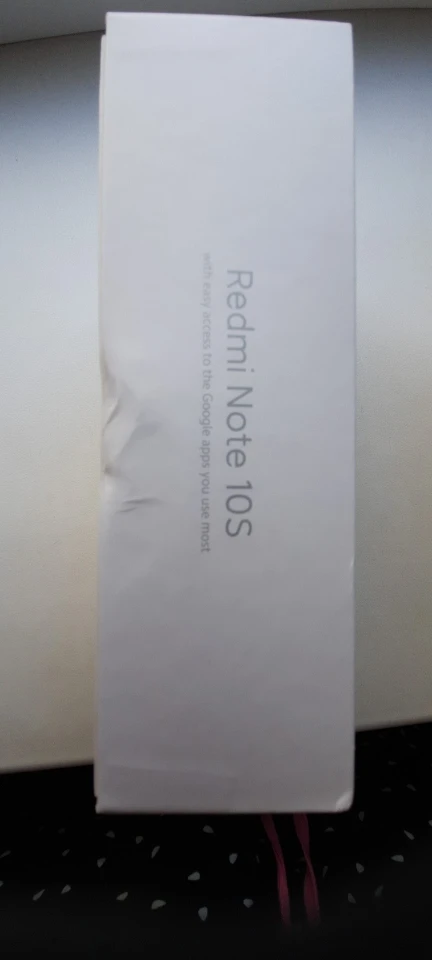 Redmi Note 10S
with easy access to the Google apps you use most